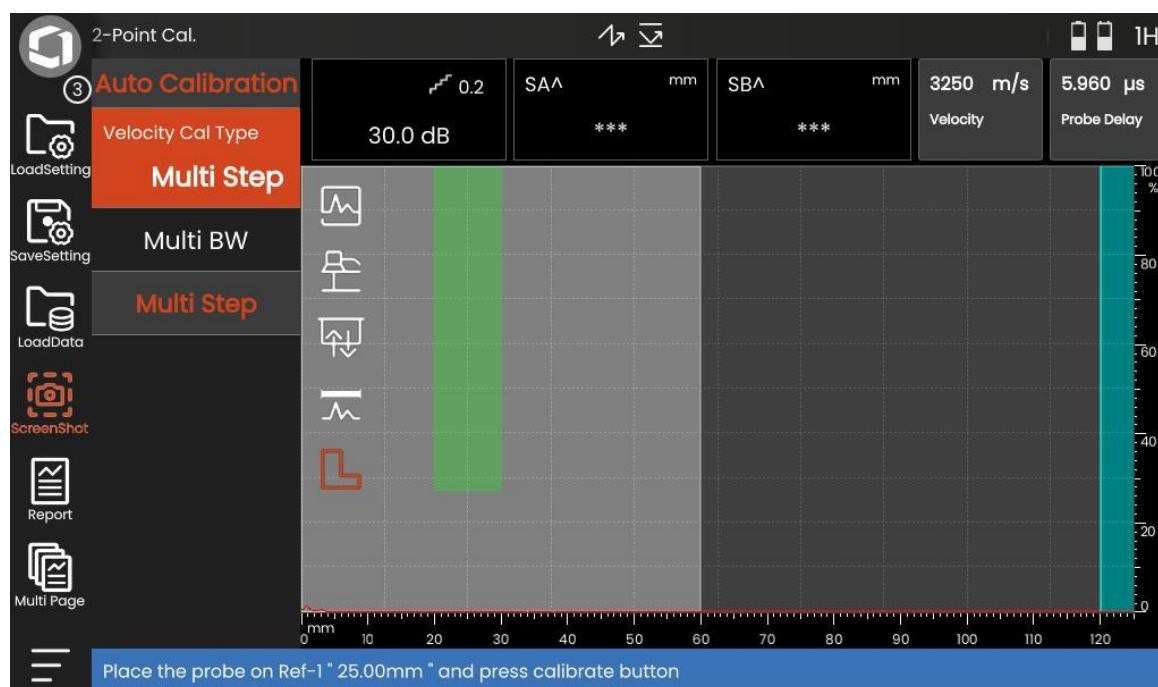 2-Point Cal.
1H
3
Auto Calibration
Velocity Cal Type
Multi Step
Multi BW
Multi Step
0.2
30.0 dB
SA^ mm
***
SB^ mm
***
3250 m/s
Velocity
5.960 µs
Probe Delay
LoadSetting
SaveSetting
LoadData
ScreenShot
Report
Multi Page
100
%
80
60
40
20
0
mm
0 10 20 30 40 50 60 70 80 90 100 110 120
Place the probe on Ref-1 " 25.00mm " and press calibrate button